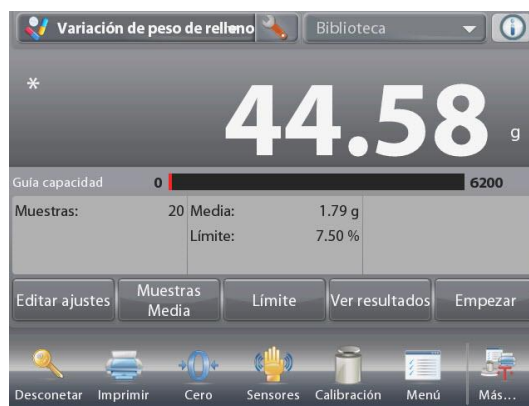 Variación de peso de relleno
Biblioteca
*
44.58 g
Guía capacidad 0 6200
Muestras: 20 Media: 1.79 g
Límite: 7.50 %
Editar ajustes Muestras Media Límite Ver resultados Empezar
Desconetar Imprimir Cero Sensores Calibración Menú Más...